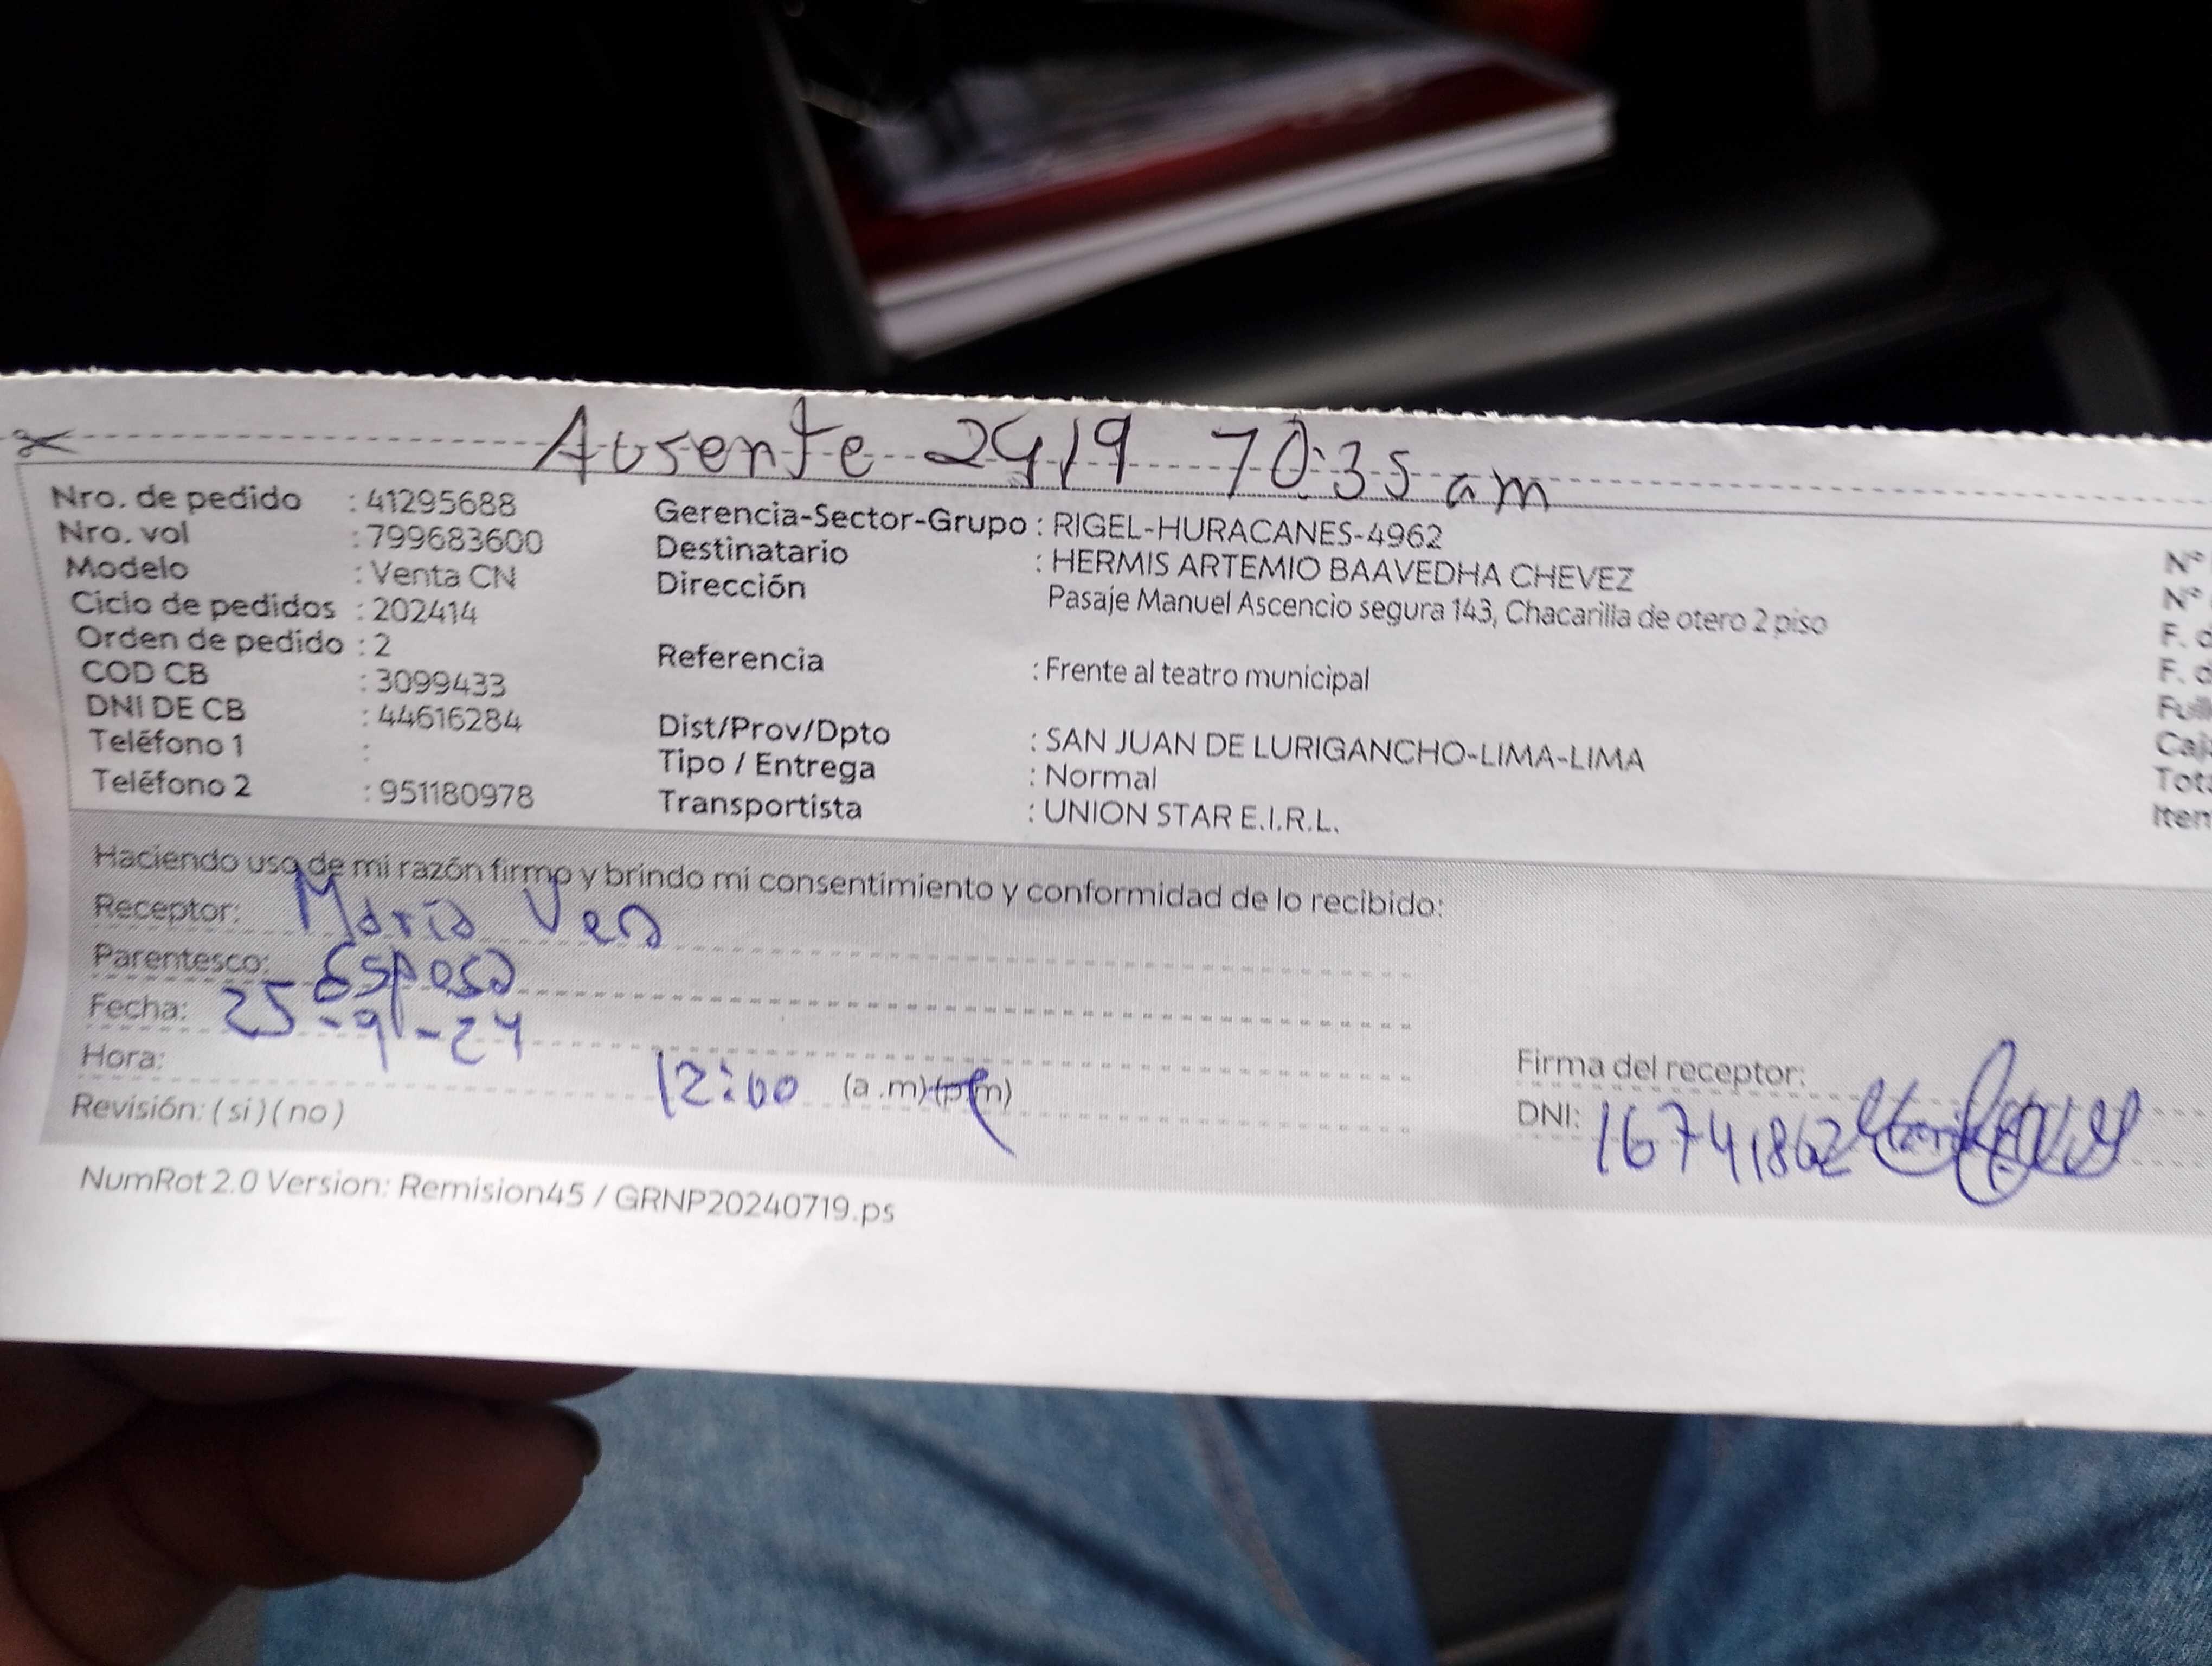 Ausente 24/9 10:35 am
Nro. de pedido : 41295688
Nro. vol : 799683600
Modelo : Venta CN
Ciclo de pedidos : 202414
Orden de pedido : 2
COD CB : 3099433
DNI DE CB : 44616284
Teléfono 1 :
Teléfono 2 : 951180978
Gerencia-Sector-Grupo : RIGEL-HURACANES-4962
Destinatario : HERMIS ARTEMIO BAAVEDHA CHEVEZ
Dirección Pasaje Manuel Ascencio segura 143, Chacarilla de otero 2 piso
Referencia : Frente al teatro municipal
Dist/Prov/Dpto : SAN JUAN DE LURIGANCHO-LIMA-LIMA
Tipo / Entrega : Normal
Transportista : UNION STAR E.I.R.L.
N°
N°
F. d
F. d
Full
Caj
Tot
Iten
Haciendo uso de mi razón firmo y brindo mi consentimiento y conformidad de lo recibido:
Receptor: María Vera
Parentesco: Esposa
Fecha: 25-9-24
Hora: 12:00 (a .m) (p.m)
Revisión: ( si ) ( no )
Firma del receptor:
DNI: 16741862
NumRot 2.0 Version: Remision45 / GRNP20240719.ps